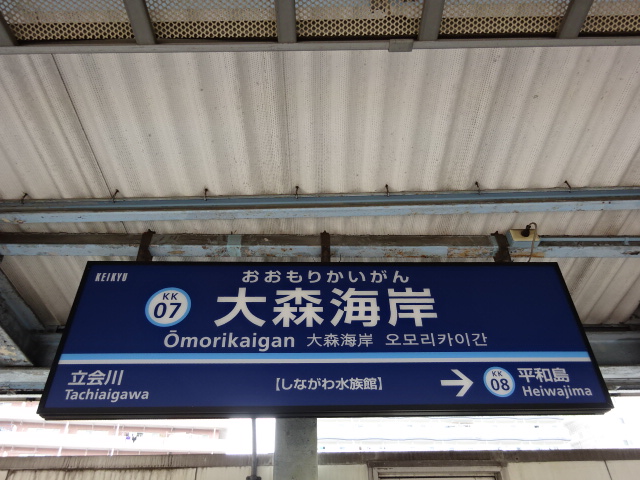 KEIKYU
おおもりかいがん
KK
07
大森海岸
Ōmorikaigan 大森海岸 오모리카이간
立会川
Tachiaigawa
【しながわ水族館】
→
KK
08
平和島
Heiwajima